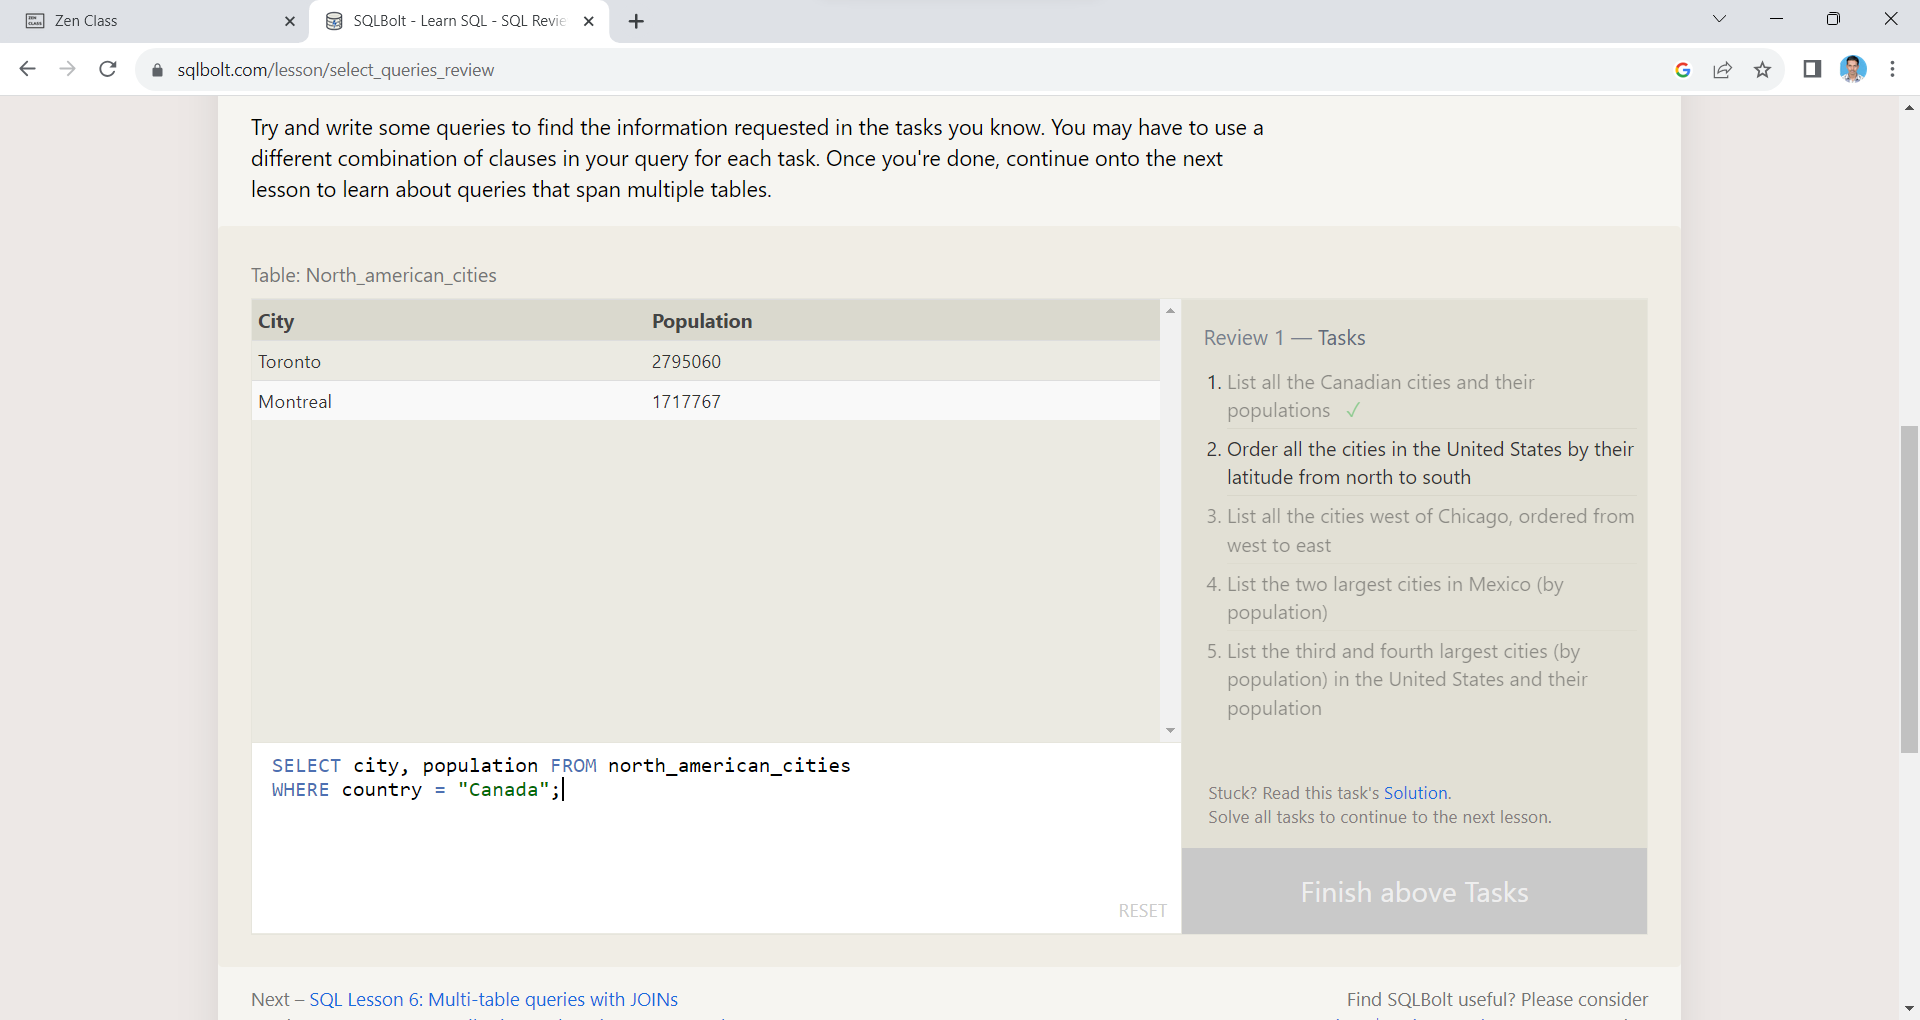 Zen Class
SQLBolt - Learn SQL - SQL Revie
sqlbolt.com/lesson/select_queries_review
Try and write some queries to find the information requested in the tasks you know. You may have to use a
different combination of clauses in your query for each task. Once you're done, continue onto the next
lesson to learn about queries that span multiple tables.
Table: North_american_cities
City Population
Toronto 2795060
Montreal 1717767
SELECT city, population FROM north_american_cities
WHERE country = "Canada";
RESET
Review 1 — Tasks
1. List all the Canadian cities and their
populations ✓
2. Order all the cities in the United States by their
latitude from north to south
3. List all the cities west of Chicago, ordered from
west to east
4. List the two largest cities in Mexico (by
population)
5. List the third and fourth largest cities (by
population) in the United States and their
population
Stuck? Read this task's Solution.
Solve all tasks to continue to the next lesson.
Finish above Tasks
Next – SQL Lesson 6: Multi-table queries with JOINs
Find SQLBolt useful? Please consider